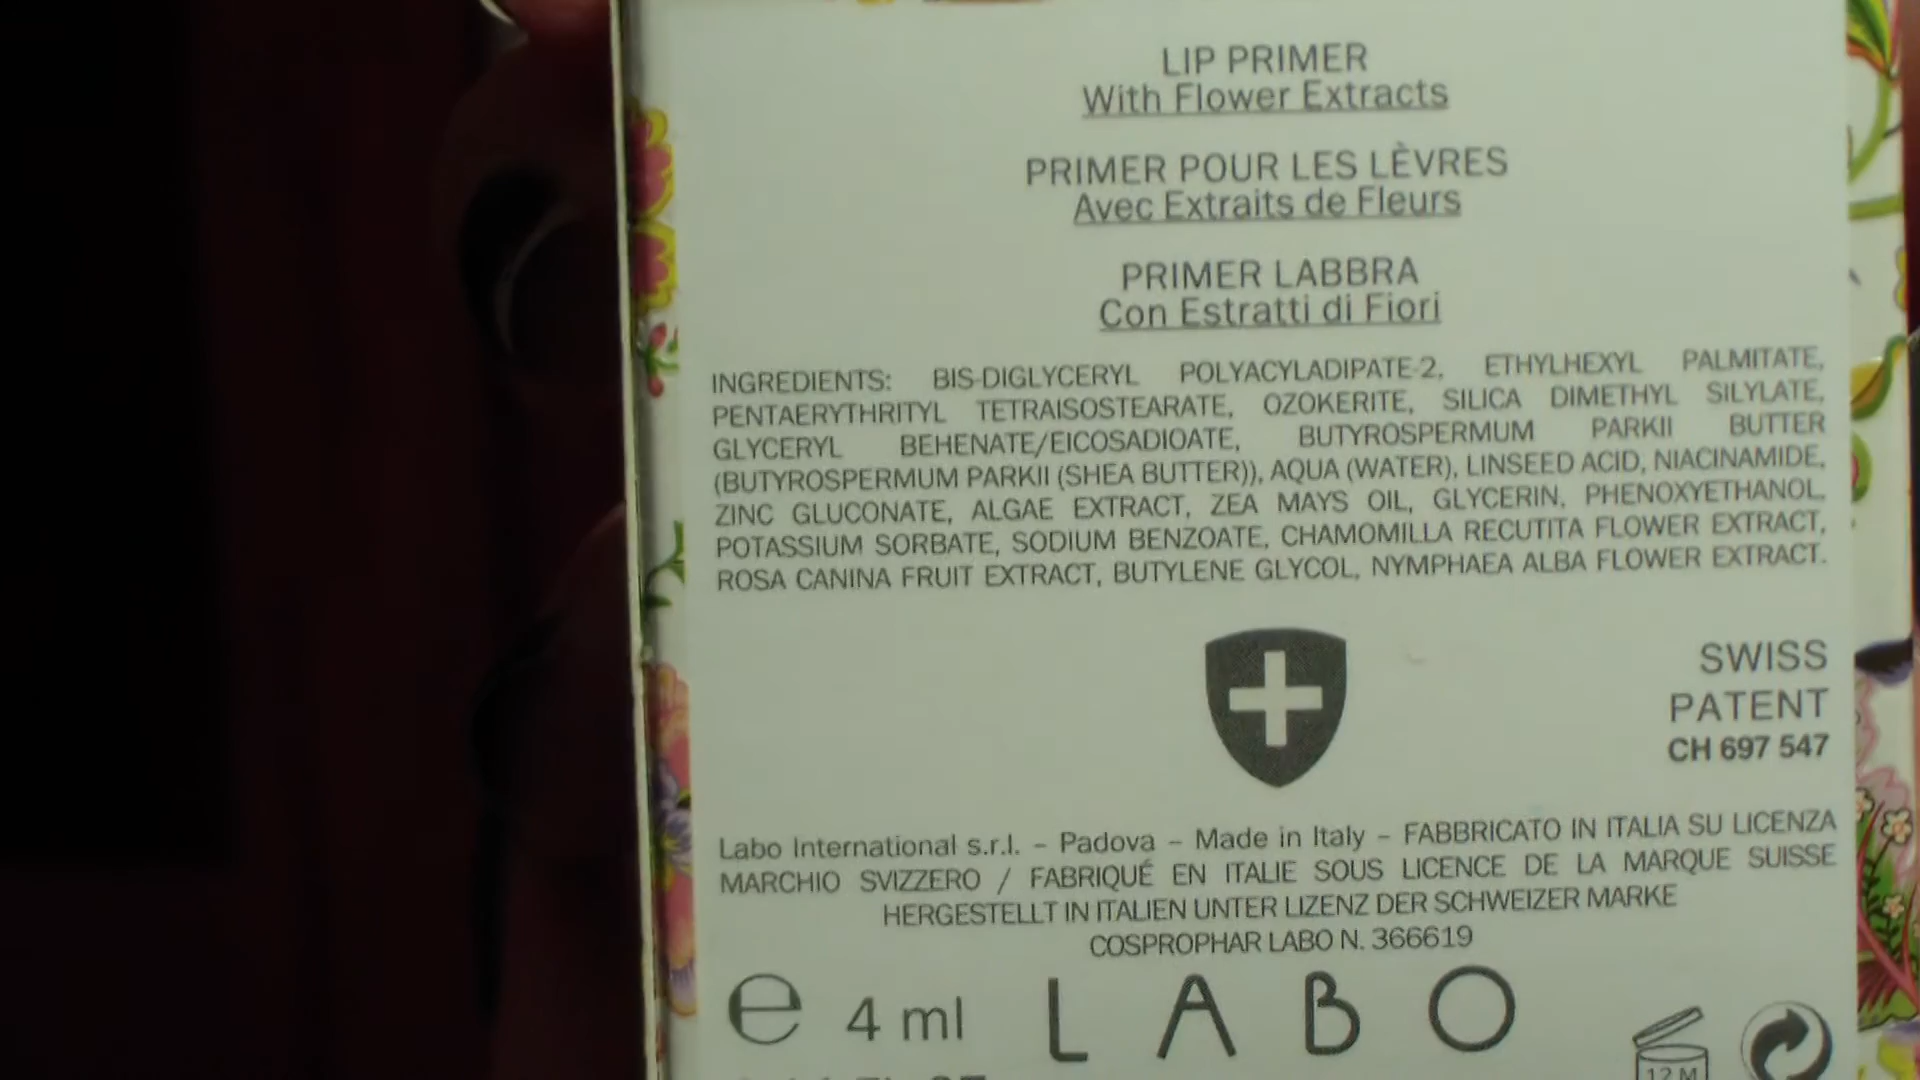 LIP PRIMER
With Flower Extracts
PRIMER POUR LES LÈVRES
Avec Extraits de Fleurs
PRIMER LABBRA
Con Estratti di Fiori
INGREDIENTS: BIS-DIGLYCERYL POLYACYLADIPATE-2, ETHYLHEXYL PALMITATE,
PENTAERYTHRITYL TETRAISOSTEARATE, OZOKERITE, SILICA DIMETHYL SILYLATE,
GLYCERYL BEHENATE/EICOSADIOATE, BUTYROSPERMUM PARKII BUTTER
(BUTYROSPERMUM PARKII (SHEA BUTTER)), AQUA (WATER), LINSEED ACID, NIACINAMIDE,
ZINC GLUCONATE, ALGAE EXTRACT, ZEA MAYS OIL, GLYCERIN, PHENOXYETHANOL,
POTASSIUM SORBATE, SODIUM BENZOATE, CHAMOMILLA RECUTITA FLOWER EXTRACT,
ROSA CANINA FRUIT EXTRACT, BUTYLENE GLYCOL, NYMPHAEA ALBA FLOWER EXTRACT.
SWISS
PATENT
CH 697 547
Labo International s.r.l. – Padova – Made in Italy – FABBRICATO IN ITALIA SU LICENZA
MARCHIO SVIZZERO / FABRIQUÉ EN ITALIE SOUS LICENCE DE LA MARQUE SUISSE
HERGESTELLT IN ITALIEN UNTER LIZENZ DER SCHWEIZER MARKE
COSPROPHAR LABO N. 366619
e 4 ml LABO
12 M